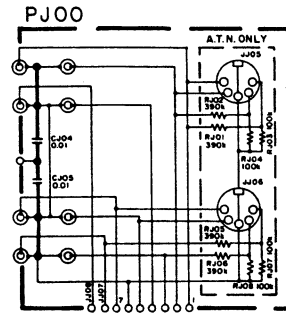 PJ00
A.T.N. ONLY
JJ05
RJ02
390k
RJ01
390k
RJ03 100k
RJ04
100k
CJ04
0.01
CJ05
0.01
JJ06
RJ05
390k
RJ06
390k
RJ07 100k
RJ08 100k
JJ08
JJ07
7
1